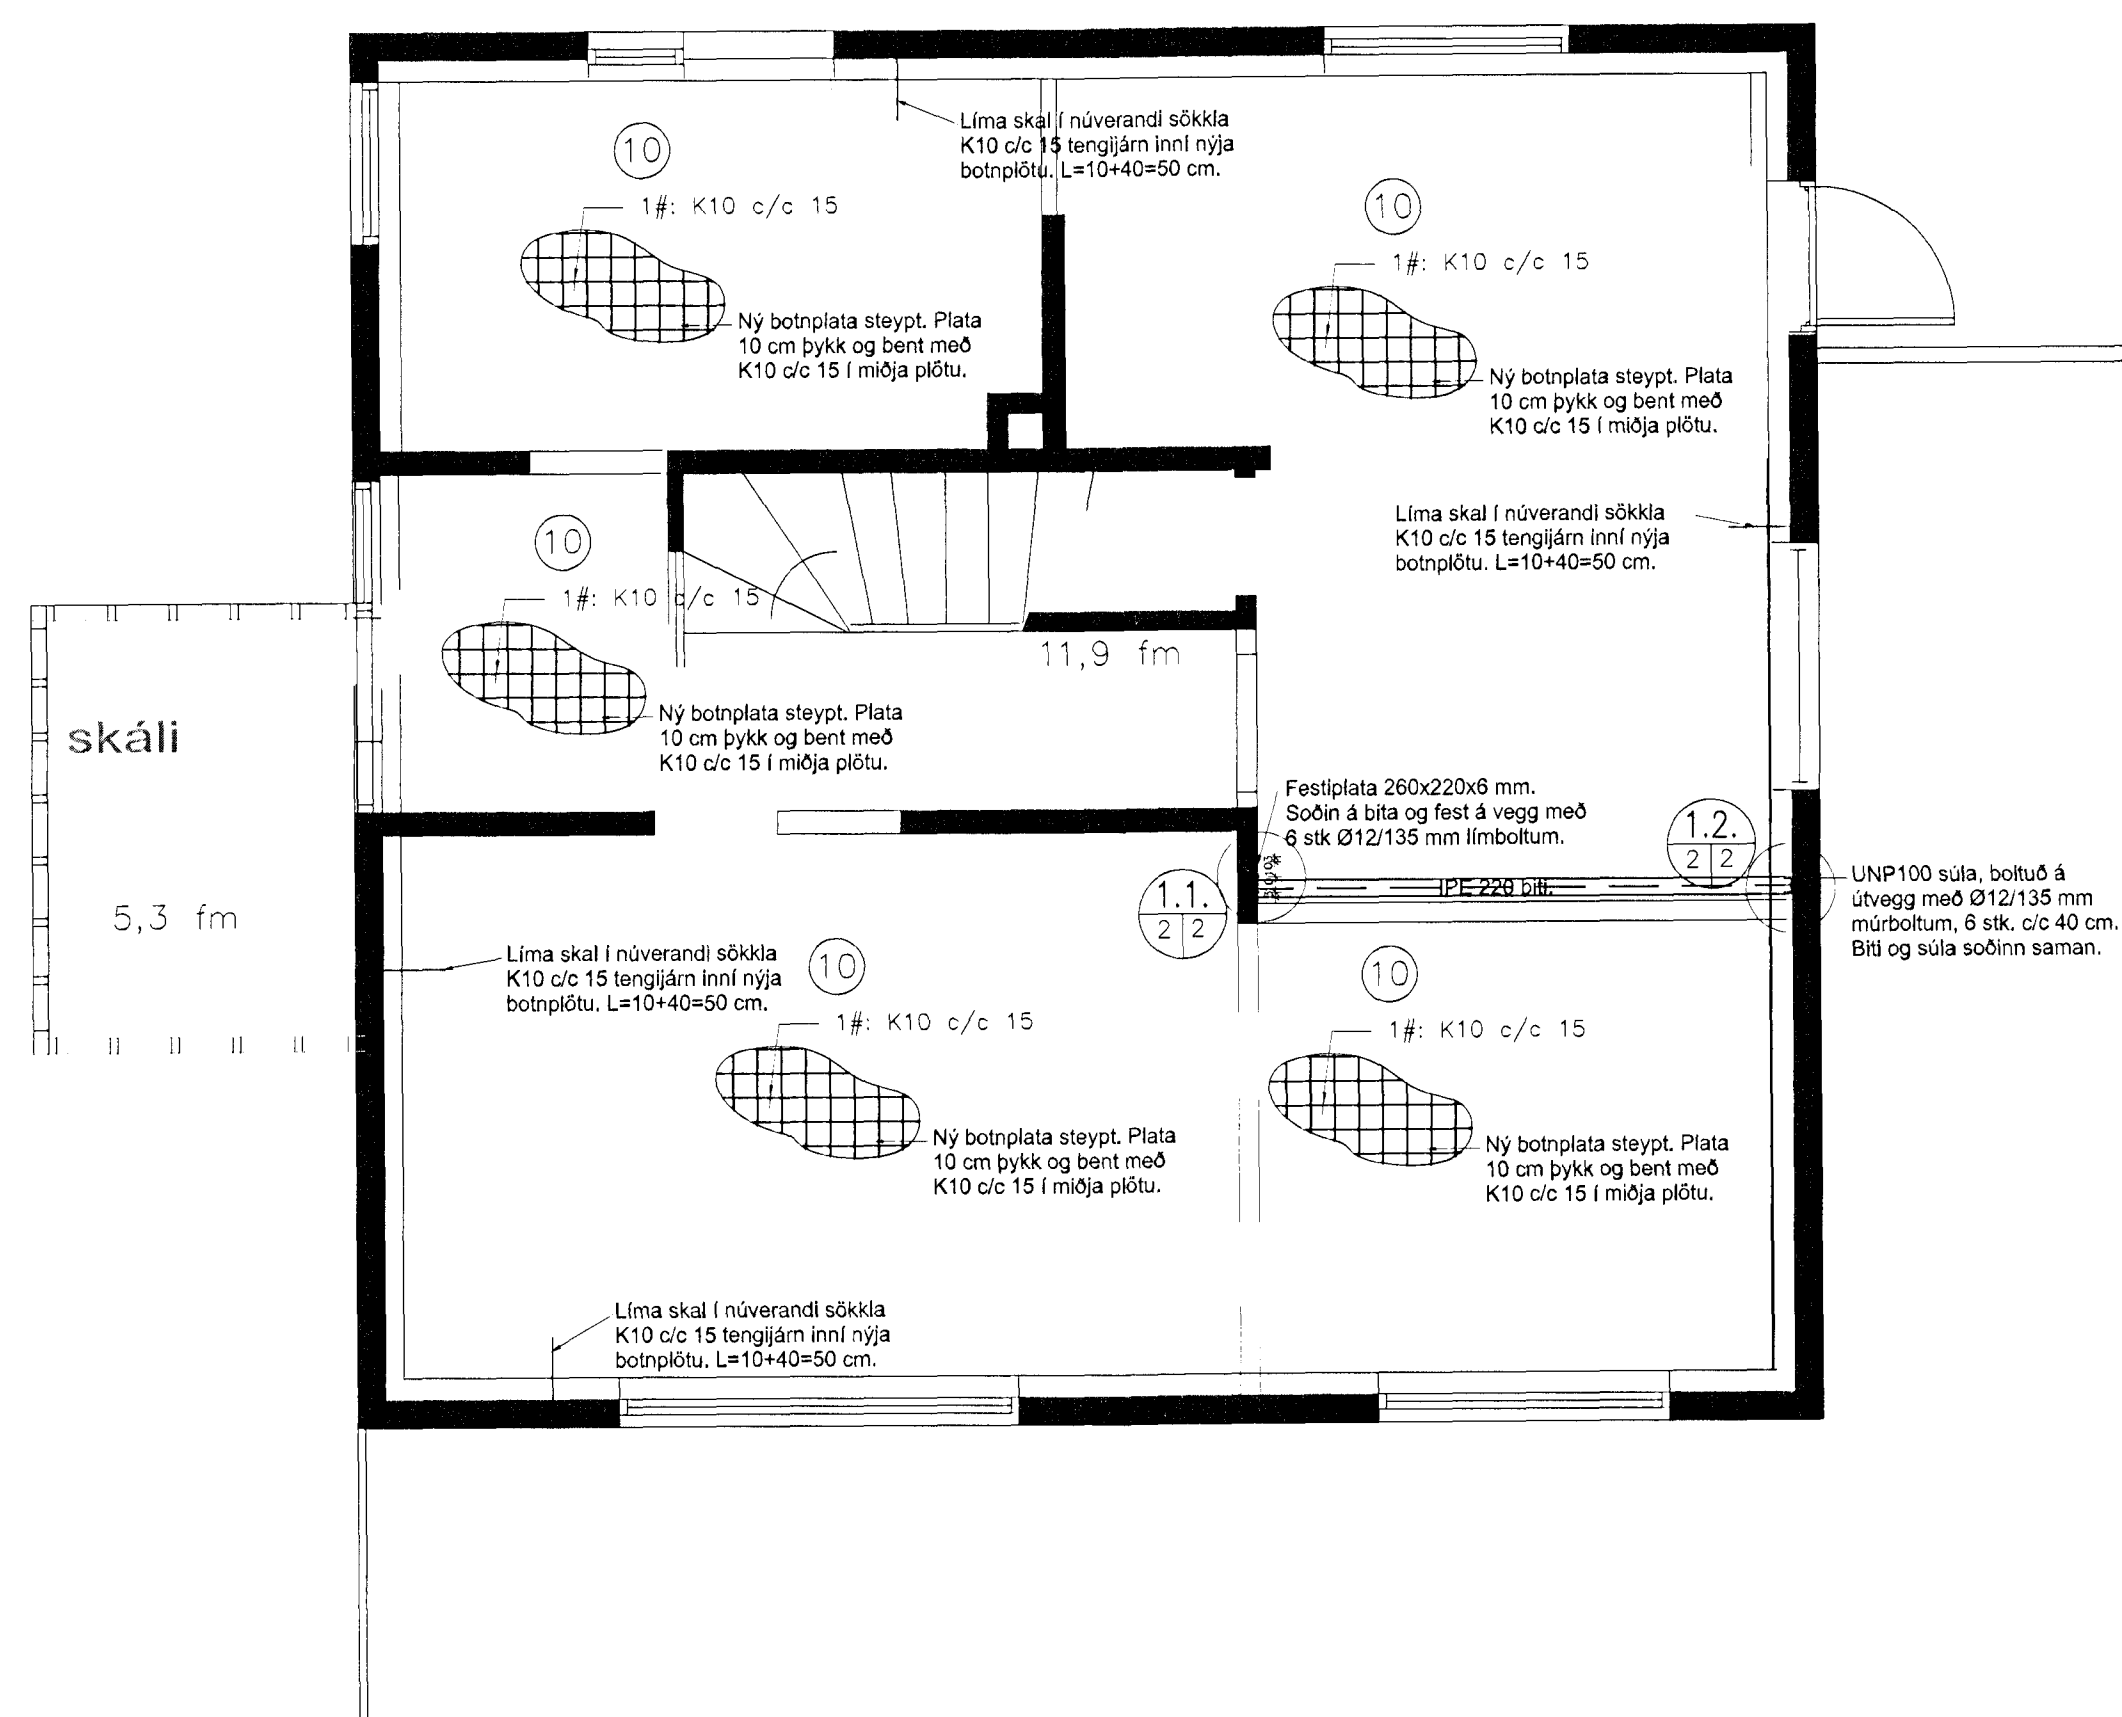 Líma skal í núverandi sökkla
K10 c/c 15 tengijárn inní nýja
botnplötu. L=10+40=50 cm.
10
1#: K10 c/c 15
Ný botnplata steypt. Plata
10 cm þykk og bent með
K10 c/c 15 í miðja plötu.
10
1#: K10 c/c 15
Ný botnplata steypt. Plata
10 cm þykk og bent með
K10 c/c 15 í miðja plötu.
Líma skal í núverandi sökkla
K10 c/c 15 tengijárn inní nýja
botnplötu. L=10+40=50 cm.
10
1#: K10 c/c 15
11,9 fm
Ný botnplata steypt. Plata
10 cm þykk og bent með
K10 c/c 15 í miðja plötu.
skáli
5,3 fm
Festiplata 260x220x6 mm.
Soðin á bita og fest á vegg með
6 stk Ø12/135 mm límboltum.
1.2.
2 2
IPE 220 biti.
1.1.
2 2
UNP100 súla, boltuð á
útvegg með Ø12/135 mm
múrboltum, 6 stk. c/c 40 cm.
Biti og súla soðinn saman.
Líma skal í núverandi sökkla
K10 c/c 15 tengijárn inní nýja
botnplötu. L=10+40=50 cm.
10
1#: K10 c/c 15
Ný botnplata steypt. Plata
10 cm þykk og bent með
K10 c/c 15 í miðja plötu.
10
1#: K10 c/c 15
Ný botnplata steypt. Plata
10 cm þykk og bent með
K10 c/c 15 í miðja plötu.
Líma skal í núverandi sökkla
K10 c/c 15 tengijárn inní nýja
botnplötu. L=10+40=50 cm.